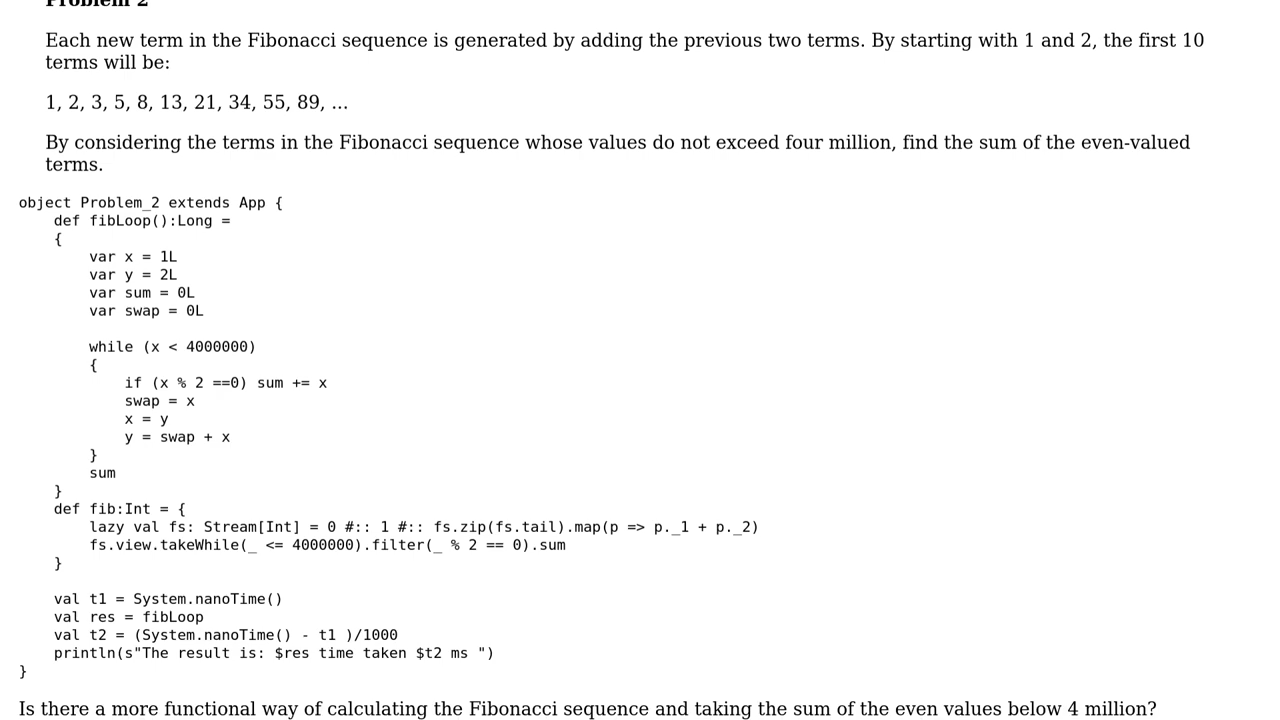 Problem 2
Each new term in the Fibonacci sequence is generated by adding the previous two terms. By starting with 1 and 2, the first 10
terms will be:
1, 2, 3, 5, 8, 13, 21, 34, 55, 89, ...
By considering the terms in the Fibonacci sequence whose values do not exceed four million, find the sum of the even-valued
terms.
object Problem_2 extends App {
    def fibLoop():Long =
    {
        var x = 1L
        var y = 2L
        var sum = 0L
        var swap = 0L
        while (x < 4000000)
        {
            if (x % 2 ==0) sum += x
            swap = x
            x = y
            y = swap + x
        }
        sum
    }
    def fib:Int = {
        lazy val fs: Stream[Int] = 0 #:: 1 #:: fs.zip(fs.tail).map(p => p._1 + p._2)
        fs.view.takeWhile(_ <= 4000000).filter(_ % 2 == 0).sum
    }
    val t1 = System.nanoTime()
    val res = fibLoop
    val t2 = (System.nanoTime() - t1 )/1000
    println(s"The result is: $res time taken $t2 ms ")
}
Is there a more functional way of calculating the Fibonacci sequence and taking the sum of the even values below 4 million?